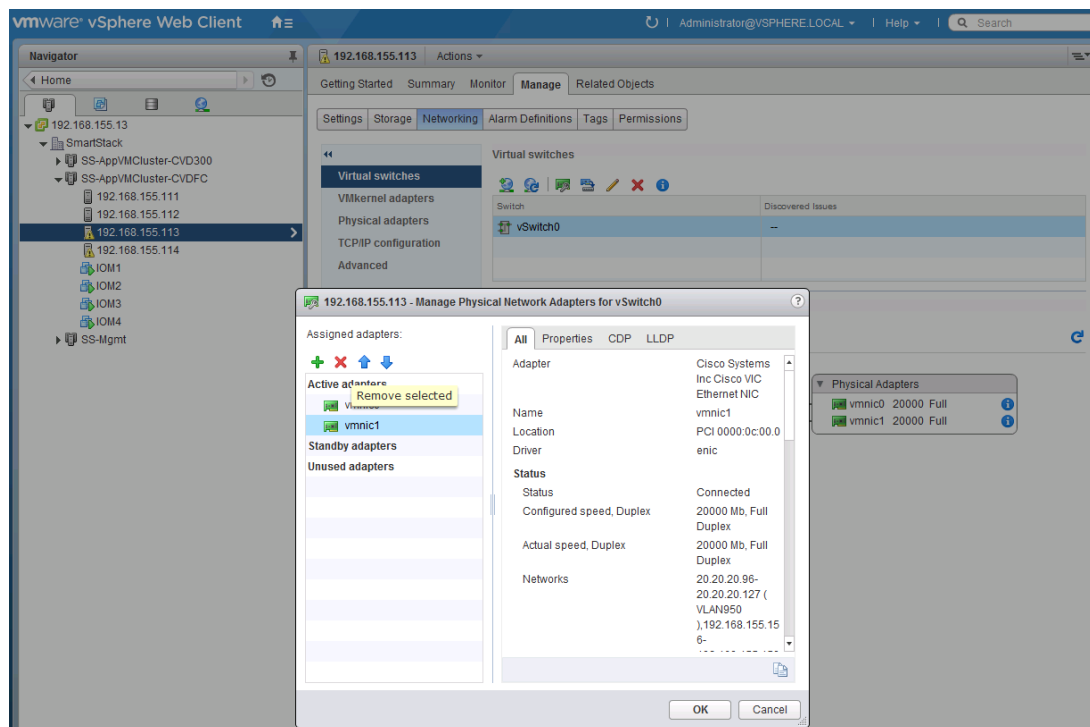 vmware® vSphere Web Client
Administrator@VSPHERE.LOCAL
Help
Search
Navigator
Home
192.168.155.13
SmartStack
SS-AppVMCluster-CVD300
SS-AppVMCluster-CVDFC
192.168.155.111
192.168.155.112
192.168.155.113
192.168.155.114
IOM1
IOM2
IOM3
IOM4
SS-Mgmt
192.168.155.113 Actions
Getting Started Summary Monitor Manage Related Objects
Settings Storage Networking Alarm Definitions Tags Permissions
Virtual switches
VMkernel adapters
Physical adapters
TCP/IP configuration
Advanced
Virtual switches
Switch Discovered Issues
vSwitch0 --
Physical Adapters
vmnic0 20000 Full
vmnic1 20000 Full
192.168.155.113 - Manage Physical Network Adapters for vSwitch0
Assigned adapters:
Active adapters
Remove selected
vmnic1
Standby adapters
Unused adapters
All Properties CDP LLDP
Adapter Cisco Systems
Inc Cisco VIC
Ethernet NIC
Name vmnic1
Location PCI 0000:0c:00.0
Driver enic
Status
Status Connected
Configured speed, Duplex 20000 Mb, Full
Duplex
Actual speed, Duplex 20000 Mb, Full
Duplex
Networks 20.20.20.96-
20.20.20.127 (
VLAN950
),192.168.155.15
6-
OK Cancel